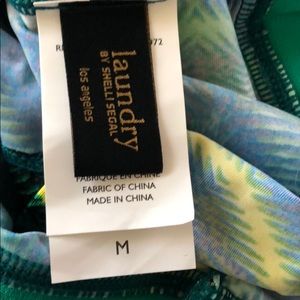 laundry
BY SHELLI SEGAL
los angeles
FABRIQUE EN CHINE
FABRIC OF CHINA
MADE IN CHINA
M